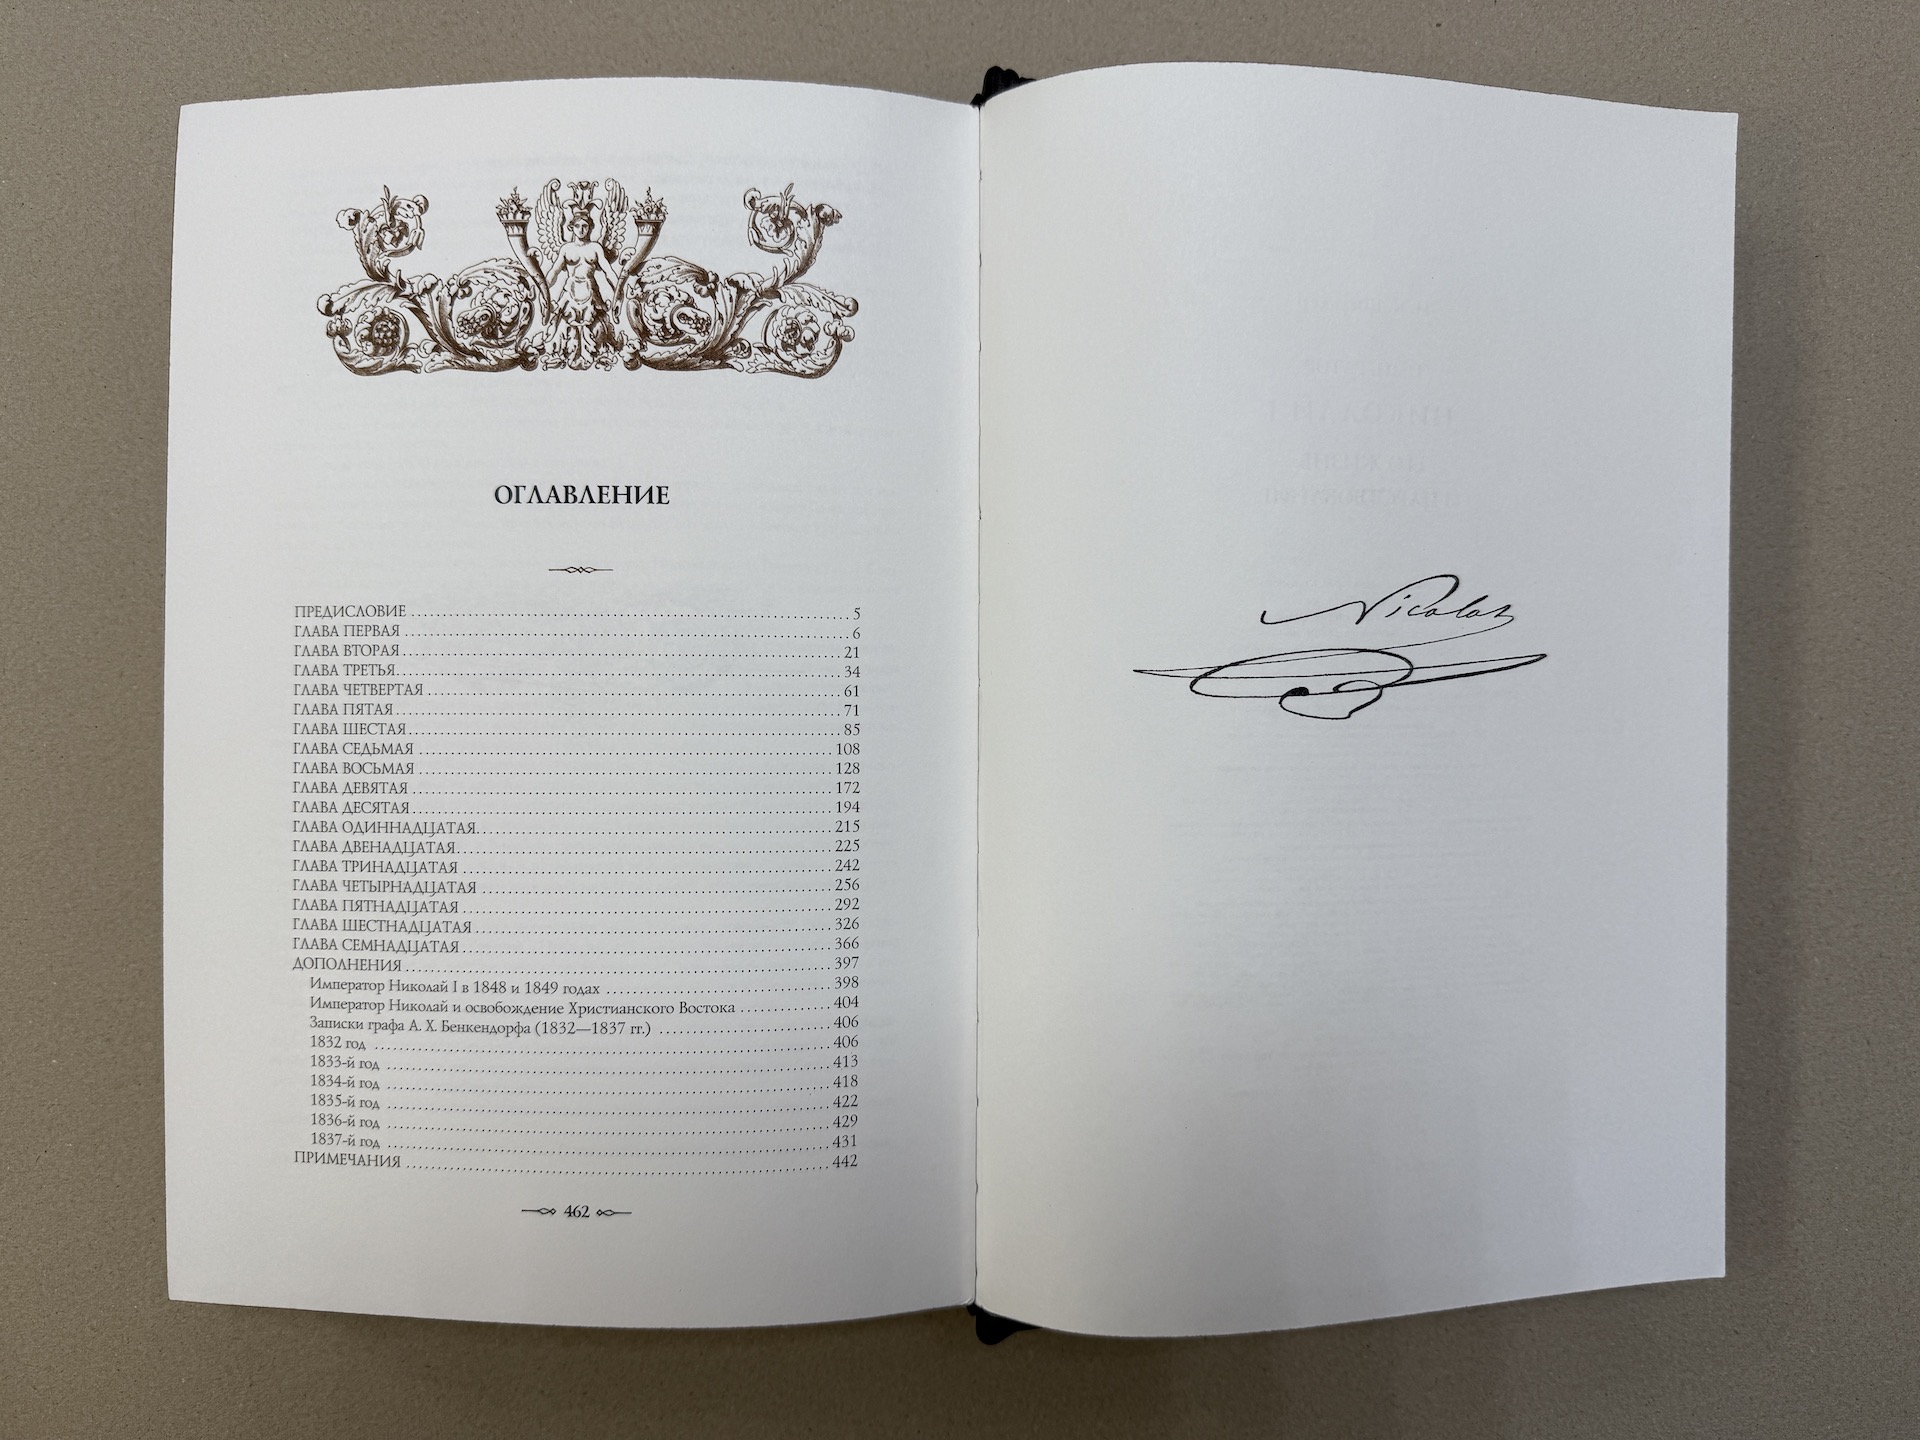 ОГЛАВЛЕНИЕ
ПРЕДИСЛОВИЕ 5
ГЛАВА ПЕРВАЯ 6
ГЛАВА ВТОРАЯ 21
ГЛАВА ТРЕТЬЯ 34
ГЛАВА ЧЕТВЕРТАЯ 61
ГЛАВА ПЯТАЯ 71
ГЛАВА ШЕСТАЯ 85
ГЛАВА СЕДЬМАЯ 108
ГЛАВА ВОСЬМАЯ 128
ГЛАВА ДЕВЯТАЯ 172
ГЛАВА ДЕСЯТАЯ 194
ГЛАВА ОДИННАДЦАТАЯ 215
ГЛАВА ДВЕНАДЦАТАЯ 225
ГЛАВА ТРИНАДЦАТАЯ 242
ГЛАВА ЧЕТЫРНАДЦАТАЯ 256
ГЛАВА ПЯТНАДЦАТАЯ 292
ГЛАВА ШЕСТНАДЦАТАЯ 326
ГЛАВА СЕМНАДЦАТАЯ 366
ДОПОЛНЕНИЯ 397
Император Николай I в 1848 и 1849 годах 398
Император Николай и освобождение Христианского Востока 404
Записки графа А. Х. Бенкендорфа (1832—1837 гг.) 406
1832 год 406
1833-й год 413
1834-й год 418
1835-й год 422
1836-й год 429
1837-й год 431
ПРИМЕЧАНИЯ 442
462
Nicolas